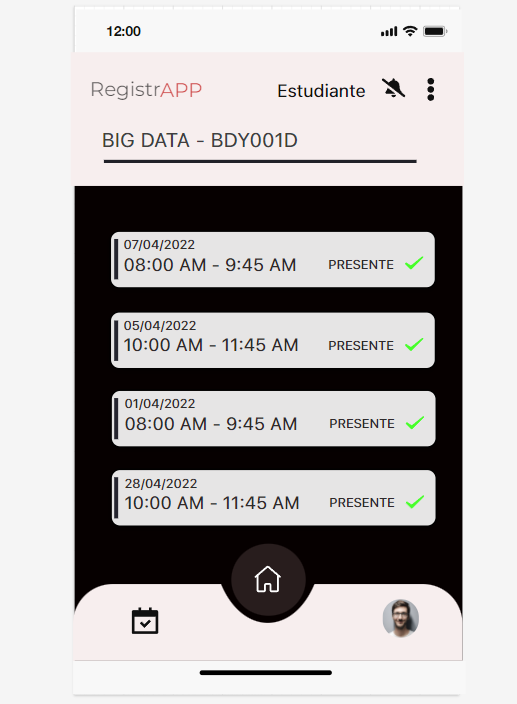 12:00
RegistrAPP
Estudiante
BIG DATA - BDY001D
07/04/2022
08:00 AM - 9:45 AM PRESENTE
05/04/2022
10:00 AM - 11:45 AM PRESENTE
01/04/2022
08:00 AM - 9:45 AM PRESENTE
28/04/2022
10:00 AM - 11:45 AM PRESENTE